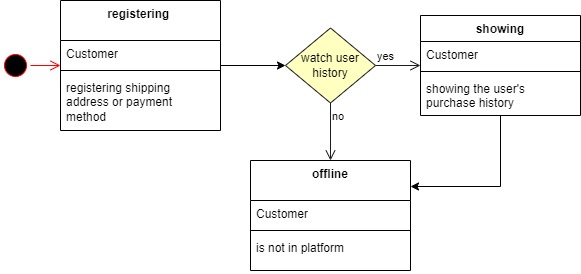 registering
Customer
registering shipping
address or payment
method
watch user
history
yes
no
showing
Customer
showing the user's
purchase history
offline
Customer
is not in platform